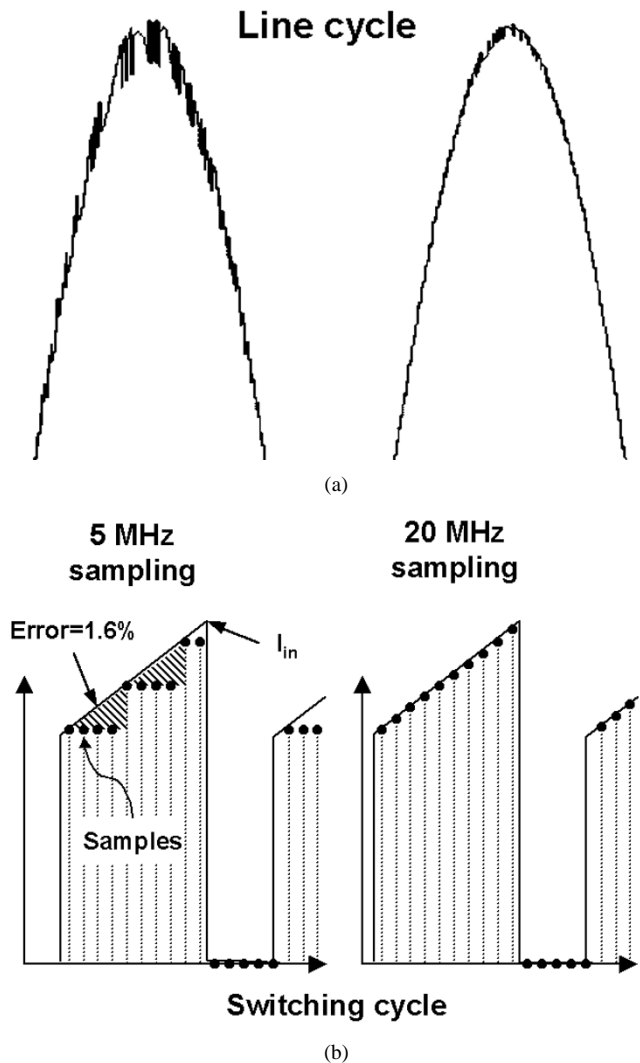 Line cycle
(a)
5 MHz
sampling
20 MHz
sampling
Error=1.6%
Iin
Samples
Switching cycle
(b)